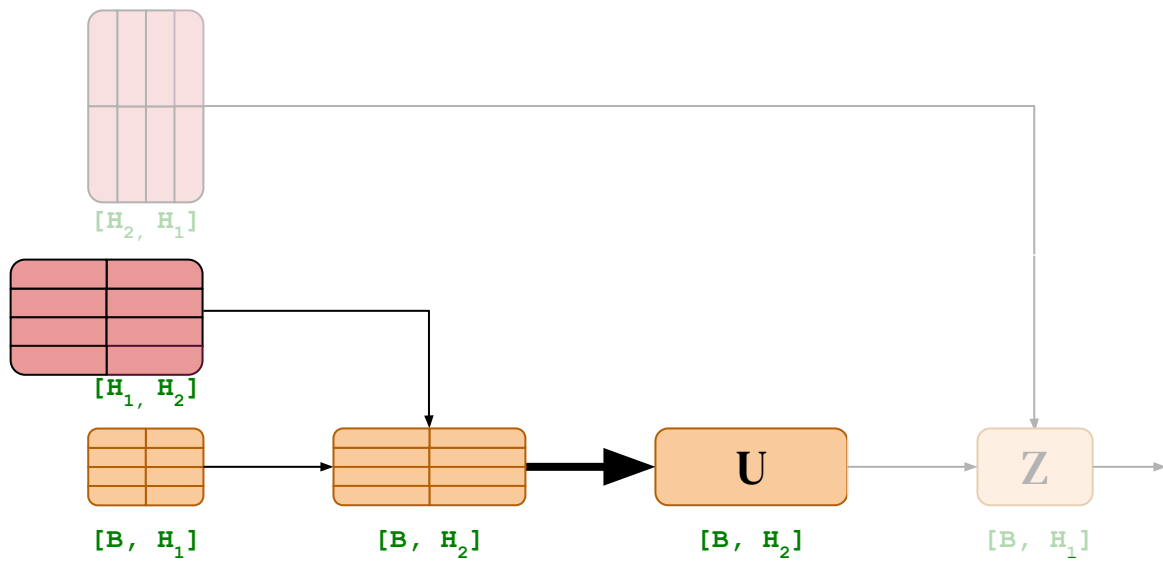 [H₂, H₁]
[H₁, H₂]
U
Z
[B, H₁]
[B, H₂]
[B, H₂]
[B, H₁]